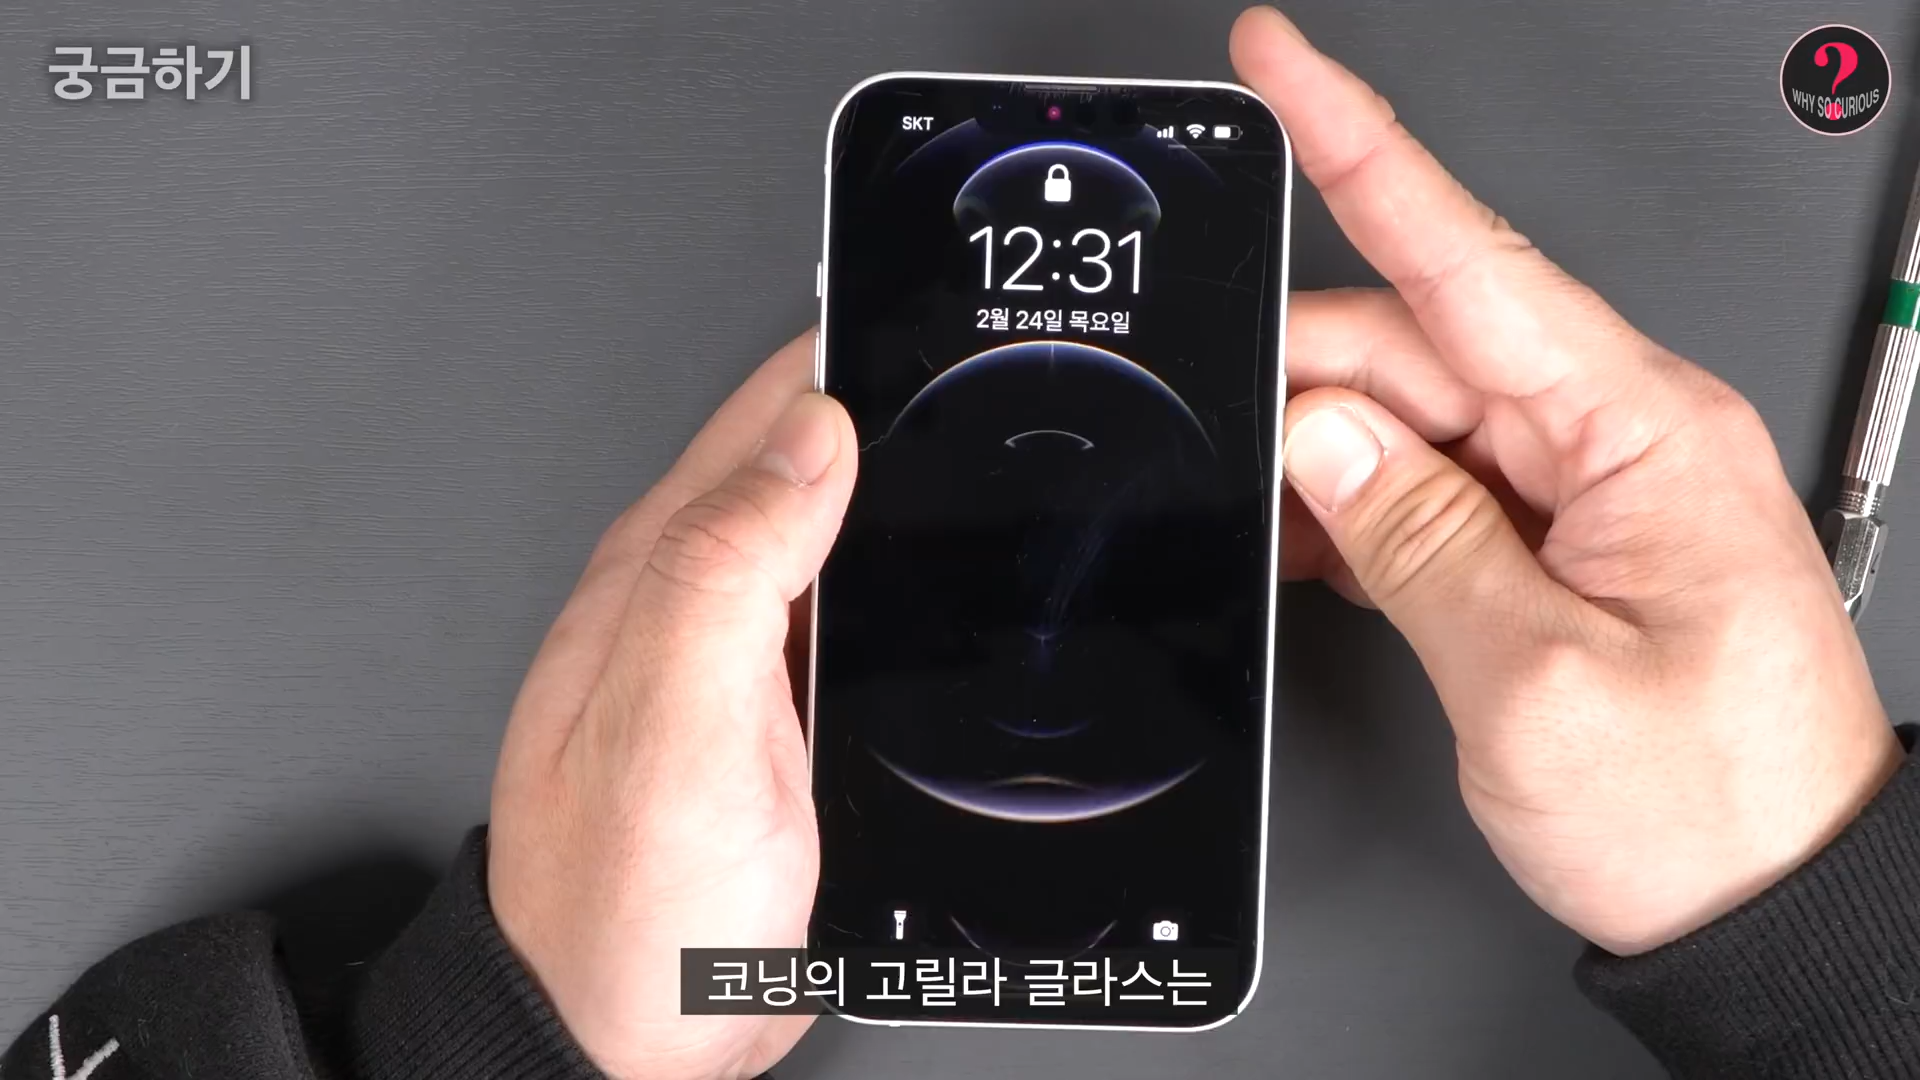 궁금하기
WHY SO CURIOUS
?
SKT
12:31
2월 24일 목요일
코닝의 고릴라 글라스는